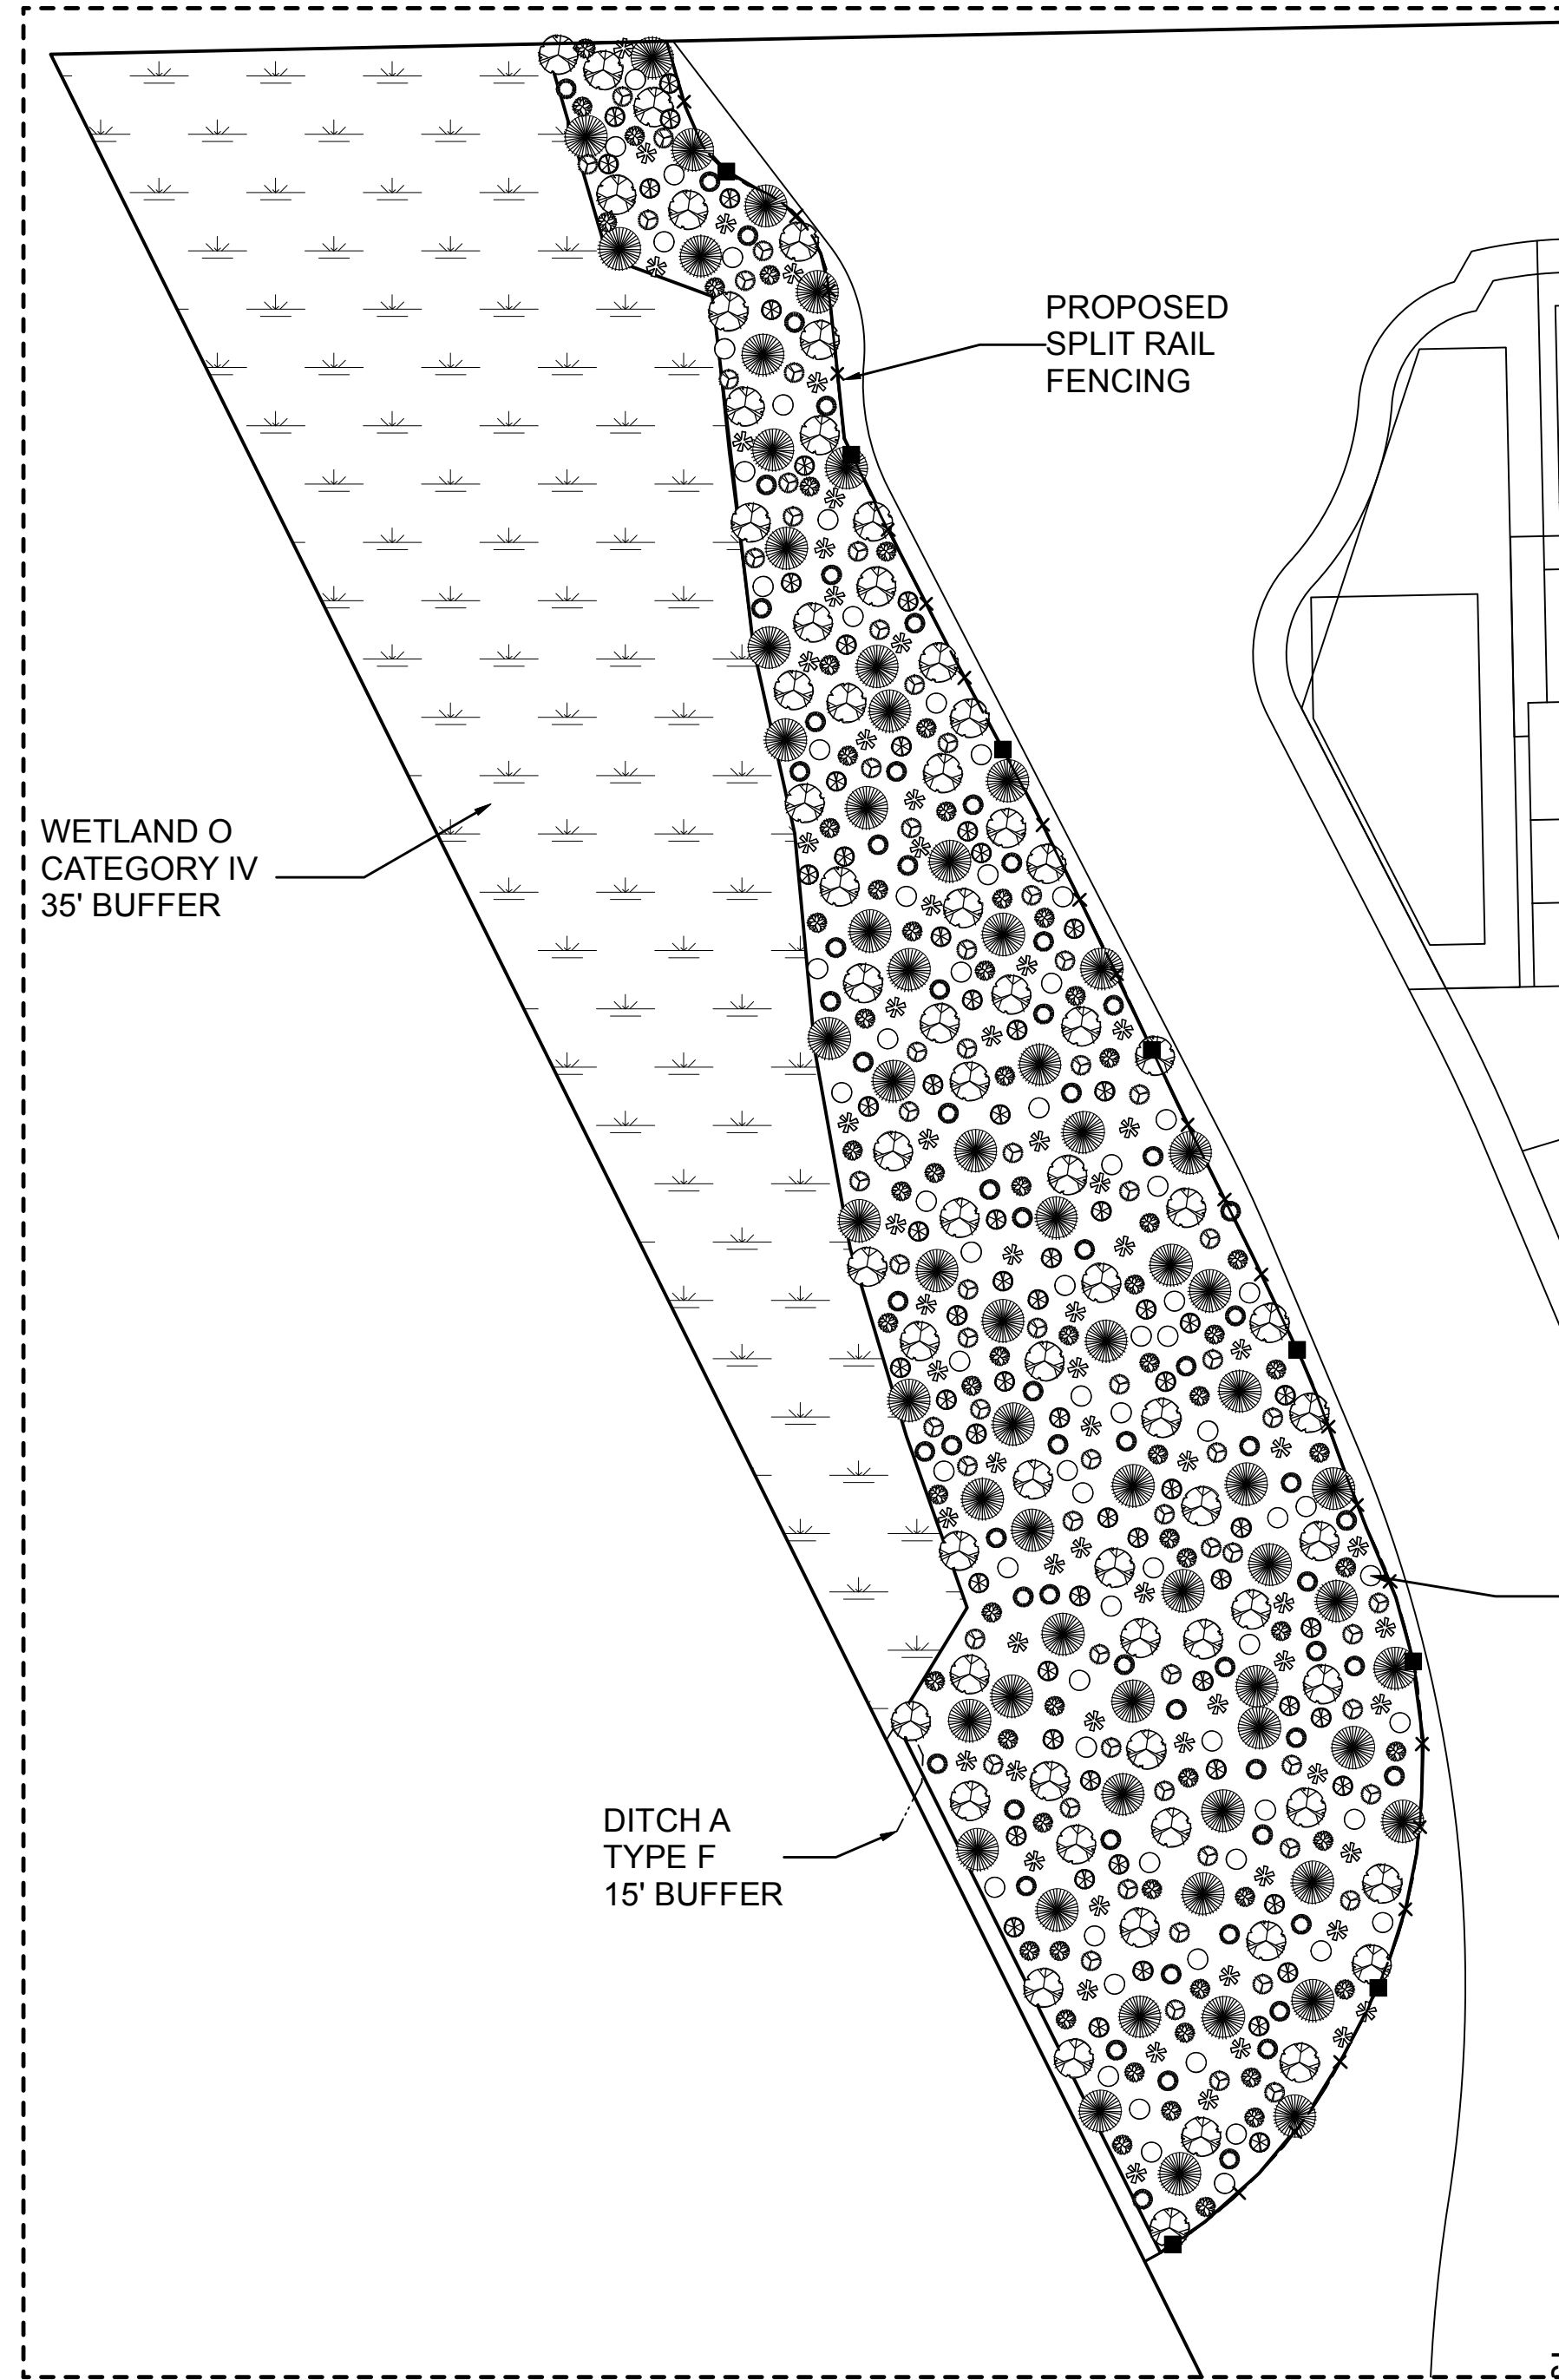 PROPOSED
SPLIT RAIL
FENCING
WETLAND O
CATEGORY IV
35' BUFFER
DITCH A
TYPE F
15' BUFFER